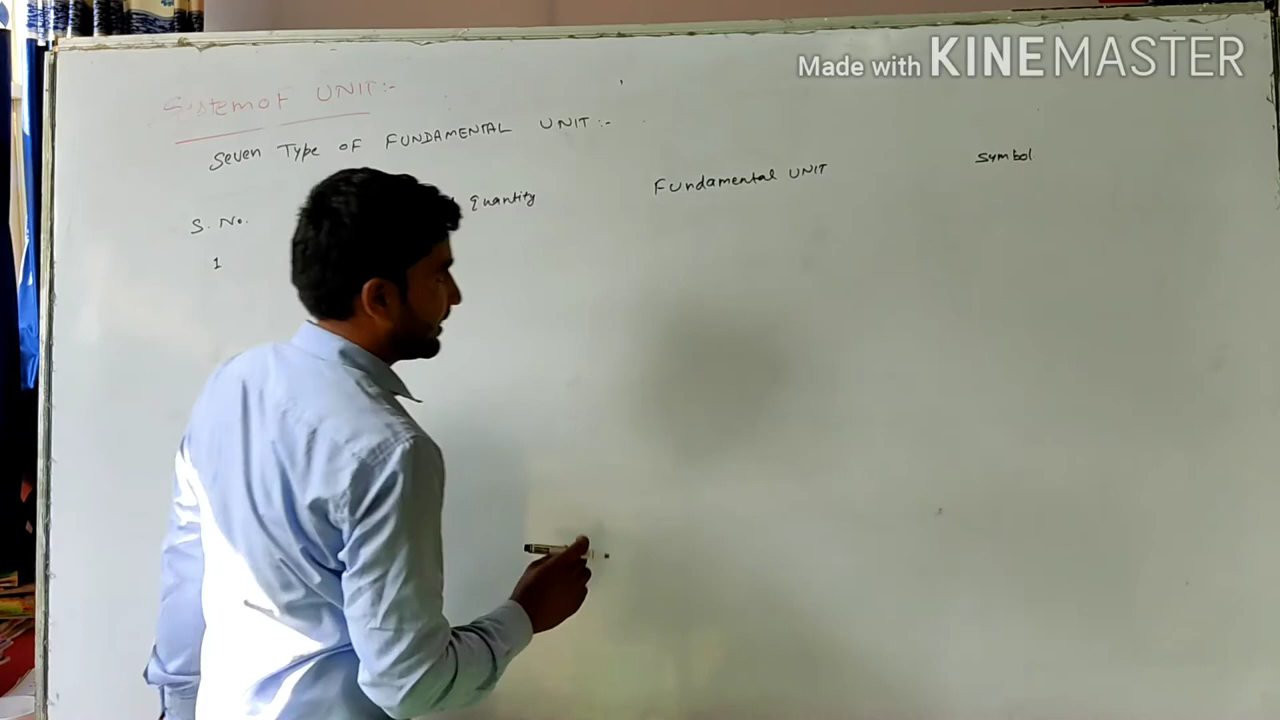 Made with KINEMASTER
System of UNIT:-
Seven Type OF FUNDAMENTAL UNIT :-
S. No. Quantity Fundamental UNIT Symbol
1